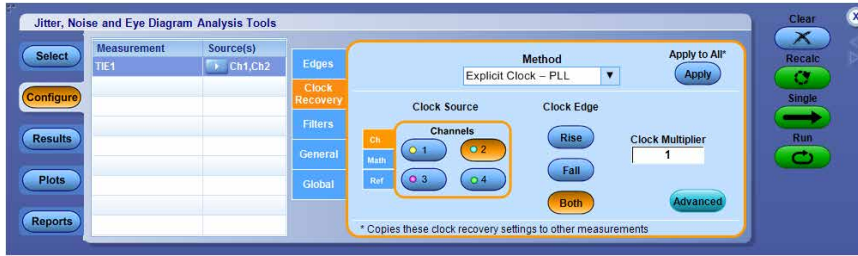 Jitter, Noise and Eye Diagram Analysis Tools
Clear
X
Select
Measurement Source(s)
TIE1 Ch1,Ch2
Configure
Results
Plots
Reports
Edges
Clock
Recovery
Filters
General
Global
Method
Explicit Clock – PLL
Apply to All*
Apply
Clock Source
Channels
Ch
Math
Ref
1
2
3
4
Clock Edge
Rise
Fall
Both
Clock Multiplier
1
Advanced
* Copies these clock recovery settings to other measurements
Recalc
Single
Run